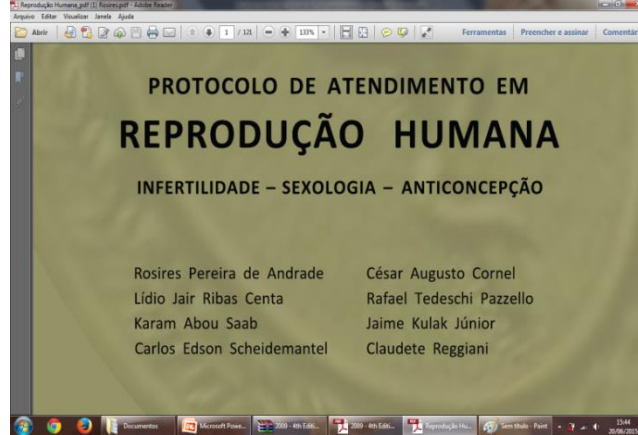 Reprodução Humana_pdf (1) Rosires.pdf - Adobe Reader
Arquivo Editar Visualizar Janela Ajuda
Abrir 1 / 121 133% Ferramentas Preencher e assinar Comentár
PROTOCOLO DE ATENDIMENTO EM
REPRODUÇÃO HUMANA
INFERTILIDADE – SEXOLOGIA – ANTICONCEPÇÃO
Rosires Pereira de Andrade
Lídio Jair Ribas Centa
Karam Abou Saab
Carlos Edson Scheidemantel
César Augusto Cornel
Rafael Tedeschi Pazzello
Jaime Kulak Júnior
Claudete Reggiani
Documentos Microsoft Powe... 2009 - 4th Editi... 2009 - 4th Editi... Reprodução Hu... Sem título - Paint 15:44
20/06/2015